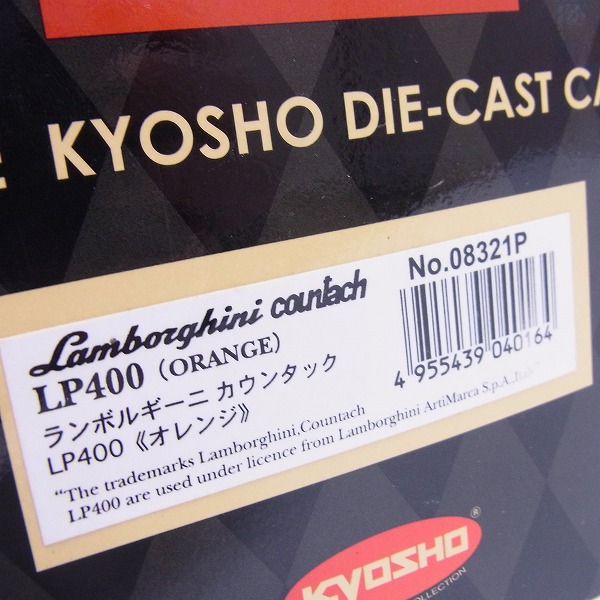 KYOSHO DIE-CAST
No.08321P
Lamborghini countach
LP400 (ORANGE)
ランボルギーニ カウンタック
LP400《オレンジ》
4 955439 040164
"The trademarks Lamborghini,Countach
LP400 are used under licence from Lamborghini ArtiMarca S.p.A.,Italy"
KYOSHO ®
COLLECTION